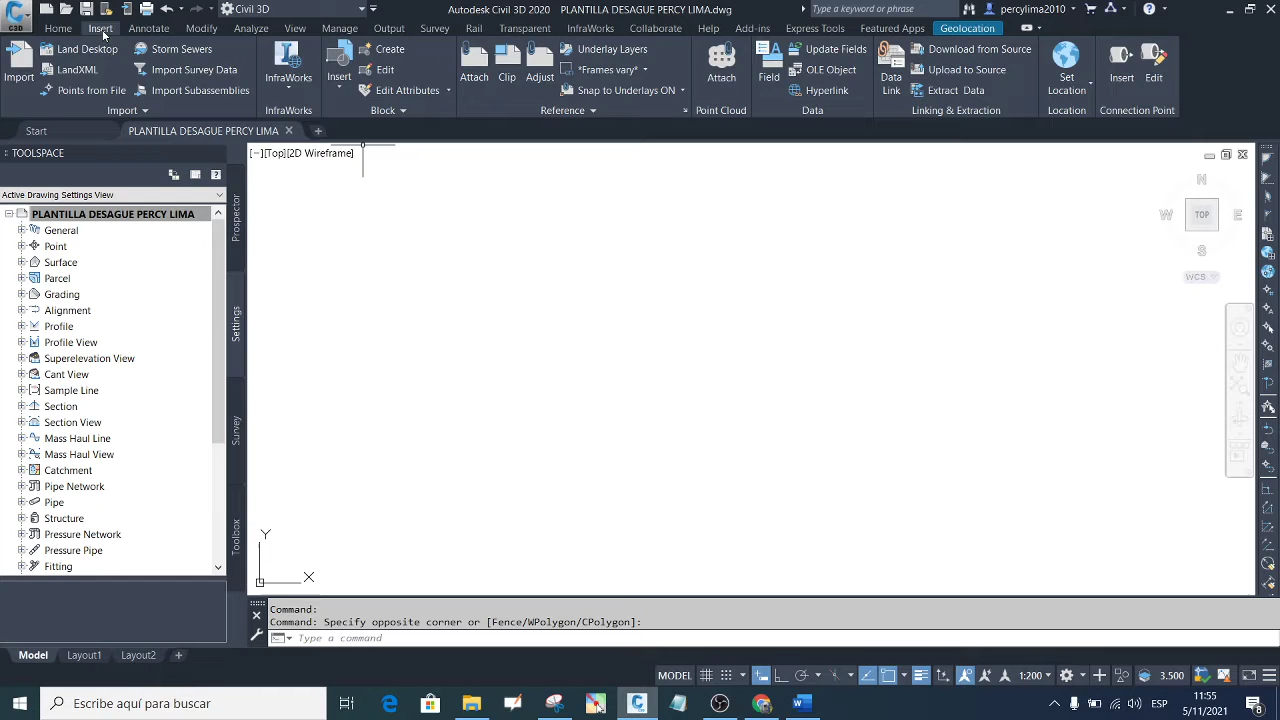 C3D
Civil 3D
Autodesk Civil 3D 2020 PLANTILLA DESAGUE PERCY LIMA.dwg
Type a keyword or phrase
percylima2010
Home Insert Annotate Modify Analyze View Manage Output Survey Rail Transparent InfraWorks Collaborate Help Add-ins Express Tools Featured Apps Geolocation
Import
Land Desktop
LandXML
Points from File
Storm Sewers
Import Survey Data
Import Subassemblies
Import
InfraWorks
InfraWorks
Insert
Create
Edit
Edit Attributes
Block
Attach
Clip
Adjust
Underlay Layers
*Frames vary*
Snap to Underlays ON
Reference
Attach
Point Cloud
Field
Update Fields
OLE Object
Hyperlink
Data
Data
Link
Download from Source
Upload to Source
Extract Data
Linking & Extraction
Set
Location
Location
Insert
Edit
Connection Point
Start
PLANTILLA DESAGUE PERCY LIMA
TOOLSPACE
Active Drawing Settings View
PLANTILLA DESAGUE PERCY LIMA
General
Point
Surface
Parcel
Grading
Alignment
Profile
Profile View
Superelevation View
Cant View
Sample Line
Section
Section View
Mass Haul Line
Mass Haul View
Catchment
Pipe Network
Pipe
Structure
Pressure Network
Pressure Pipe
Fitting
Prospector
Settings
Survey
Toolbox
[−][Top][2D Wireframe]
N
W TOP E
S
WCS
Y
X
Command:
Command: Specify opposite corner or [Fence/WPolygon/CPolygon]:
Type a command
Model Layout1 Layout2
MODEL
1:200
3.500
Escribe aquí para buscar
ESP
11:55
5/11/2021
8